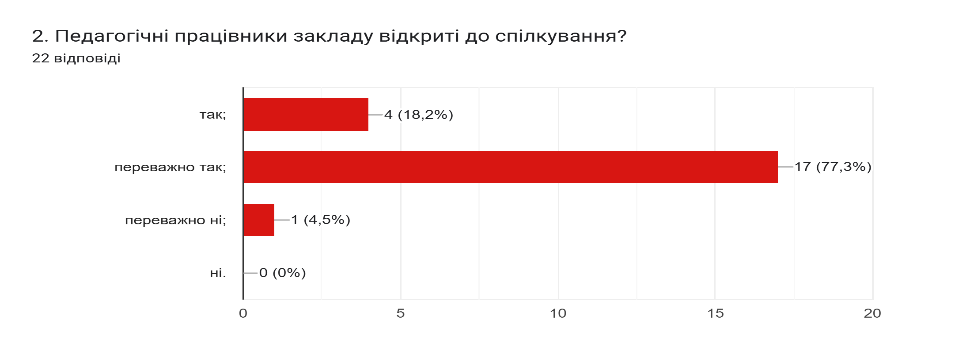 2. Педагогічні працівники закладу відкриті до спілкування?
22 відповіді
так;
4 (18,2%)
переважно так;
17 (77,3%)
переважно ні;
1 (4,5%)
ні.
0 (0%)
0 5 10 15 20